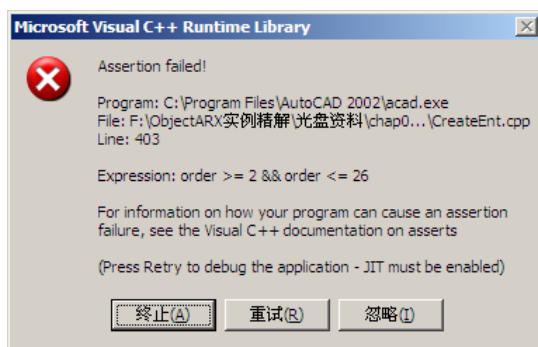 Microsoft Visual C++ Runtime Library
Assertion failed!
Program: C:\Program Files\AutoCAD 2002\acad.exe
File: F:\ObjectARX实例精解\光盘资料\chap0...\CreateEnt.cpp
Line: 403
Expression: order >= 2 && order <= 26
For information on how your program can cause an assertion
failure, see the Visual C++ documentation on asserts
(Press Retry to debug the application - JIT must be enabled)
终止(A) 重试(R) 忽略(I)